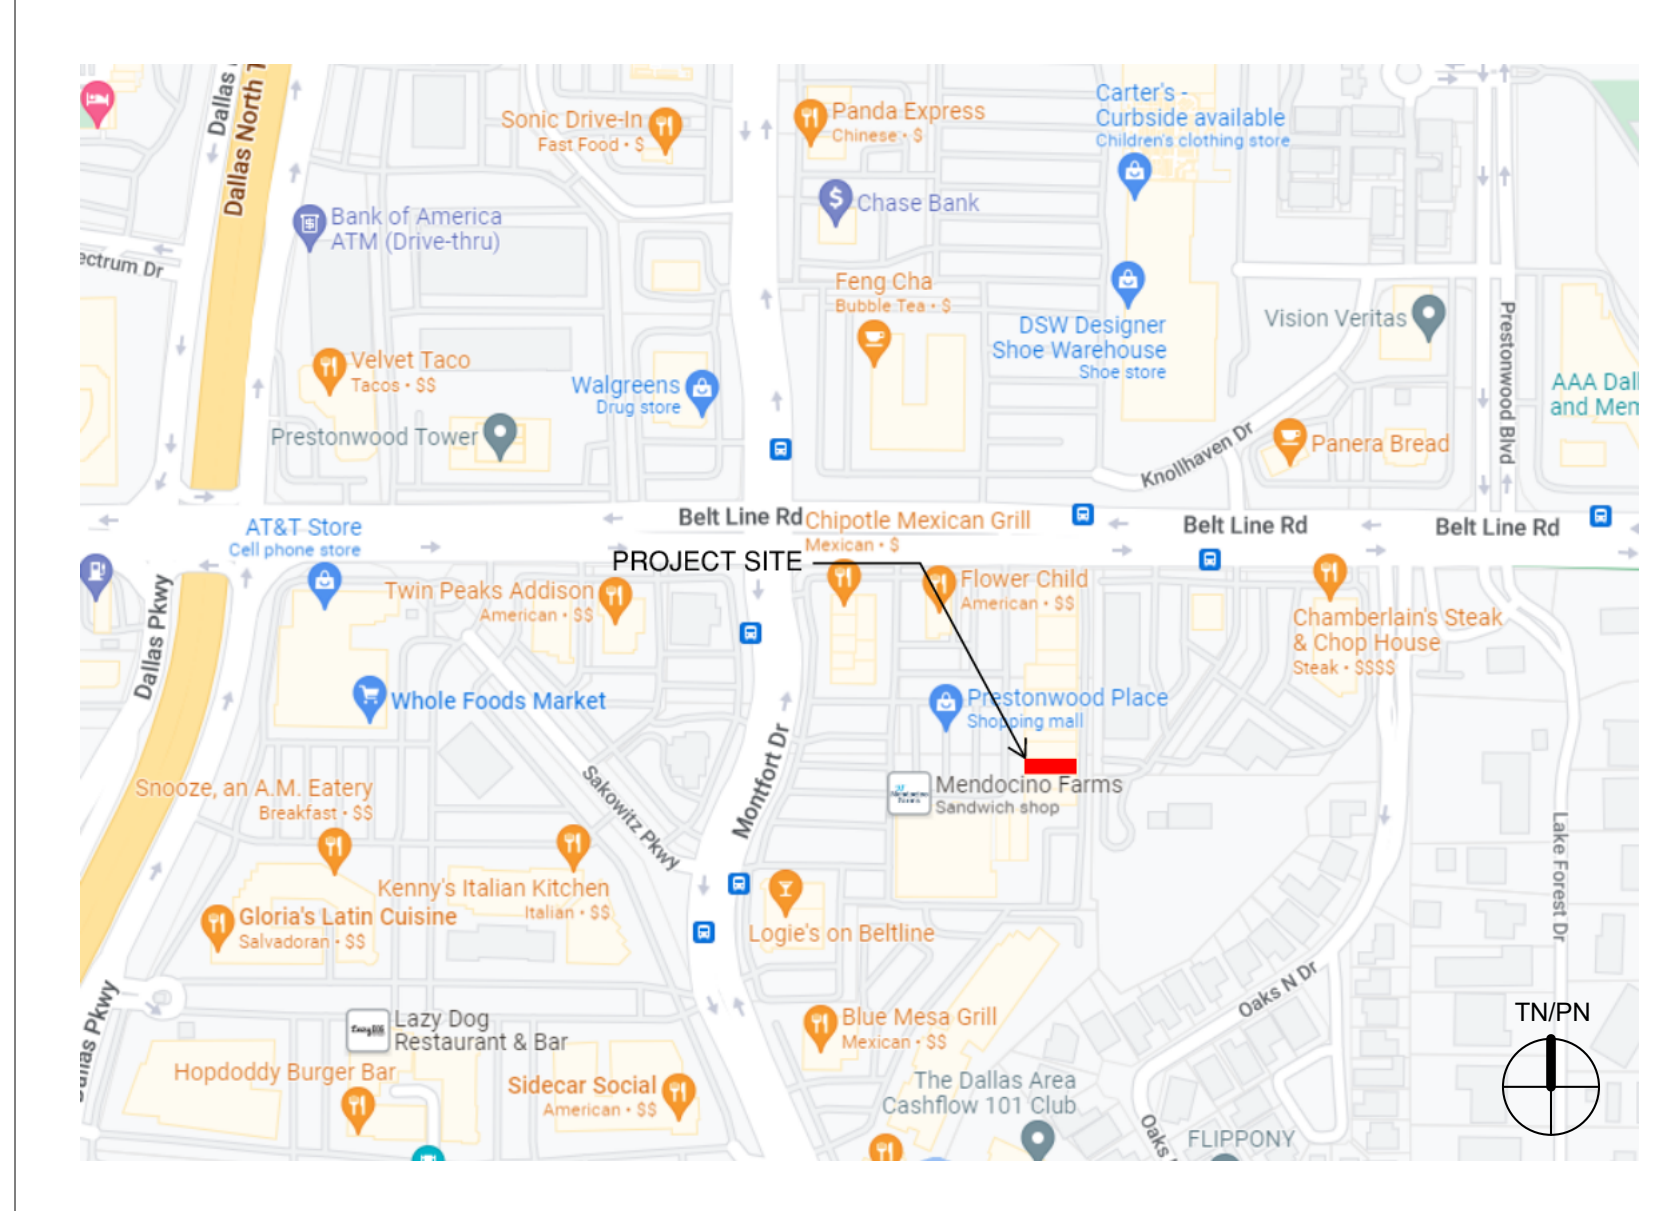 Dallas North T
Carter's -
Curbside available
Children's clothing store
Sonic Drive-In
Fast Food • $
Panda Express
Chinese • $
Chase Bank
Bank of America
ATM (Drive-thru)
ectrum Dr
Feng Cha
Bubble Tea • $
DSW Designer
Shoe Warehouse
Shoe store
Vision Veritas
Prestonwood Blvd
Velvet Taco
Tacos • $$
Walgreens
Drug store
AAA Dall
and Mem
Prestonwood Tower
Knollhaven Dr
Panera Bread
AT&T Store
Cell phone store
Belt Line Rd
Chipotle Mexican Grill
Mexican • $
Belt Line Rd
Belt Line Rd
PROJECT SITE
Dallas Pkwy
Twin Peaks Addison
American • $$
Flower Child
American • $$
Chamberlain's Steak
& Chop House
Steak • $$$$
Whole Foods Market
Prestonwood Place
Shopping mall
Montfort Dr
Sakowitz Pkwy
Mendocino Farms
Sandwich shop
Snooze, an A.M. Eatery
Breakfast • $$
Lake Forest Dr
Kenny's Italian Kitchen
Italian • $$
Gloria's Latin Cuisine
Salvadoran • $$
Logie's on Beltline
Oaks N Dr
Lazy Dog
Restaurant & Bar
Blue Mesa Grill
Mexican • $$
TN/PN
Hopdoddy Burger Bar
Sidecar Social
American • $$
The Dallas Area
Cashflow 101 Club
Oaks
FLIPPONY
Pkwy
Dallas